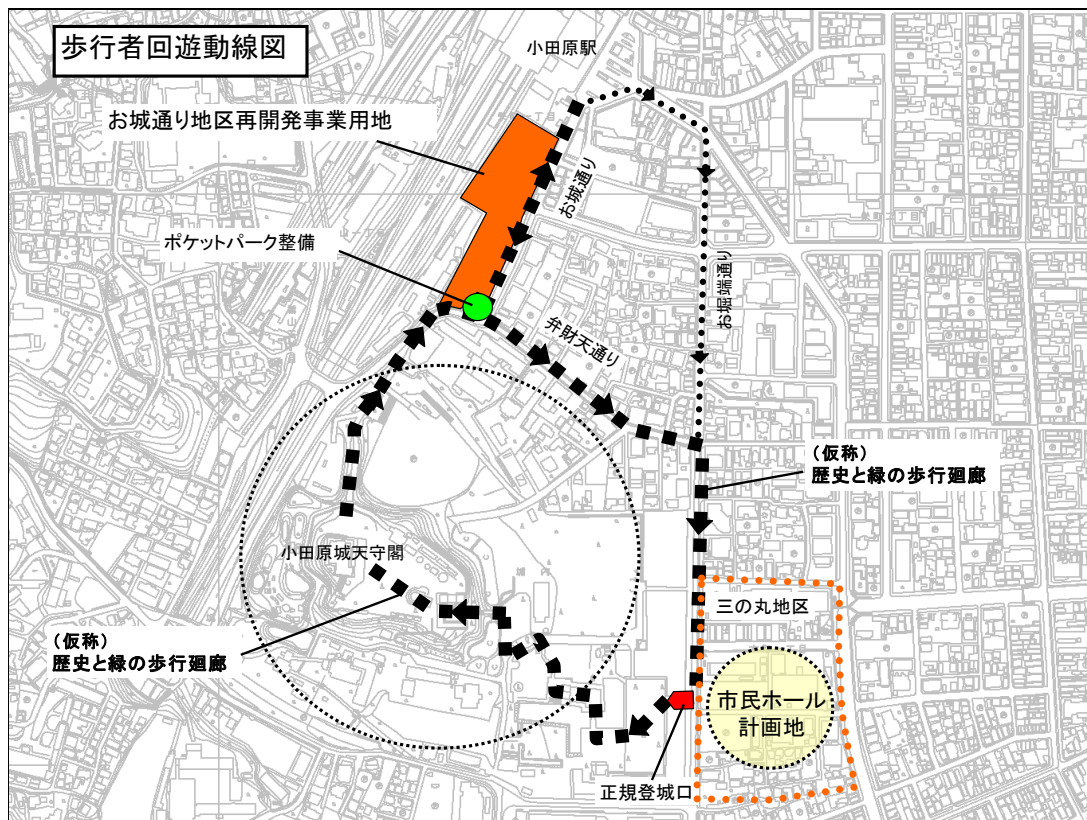 歩行者回遊動線図
小田原駅
お城通り地区再開発事業用地
お城通り
ポケットパーク整備
お堀端通り
弁財天通り
(仮称)
歴史と緑の歩行廻廊
小田原城天守閣
三の丸地区
(仮称)
歴史と緑の歩行廻廊
市民ホール
計画地
正規登城口